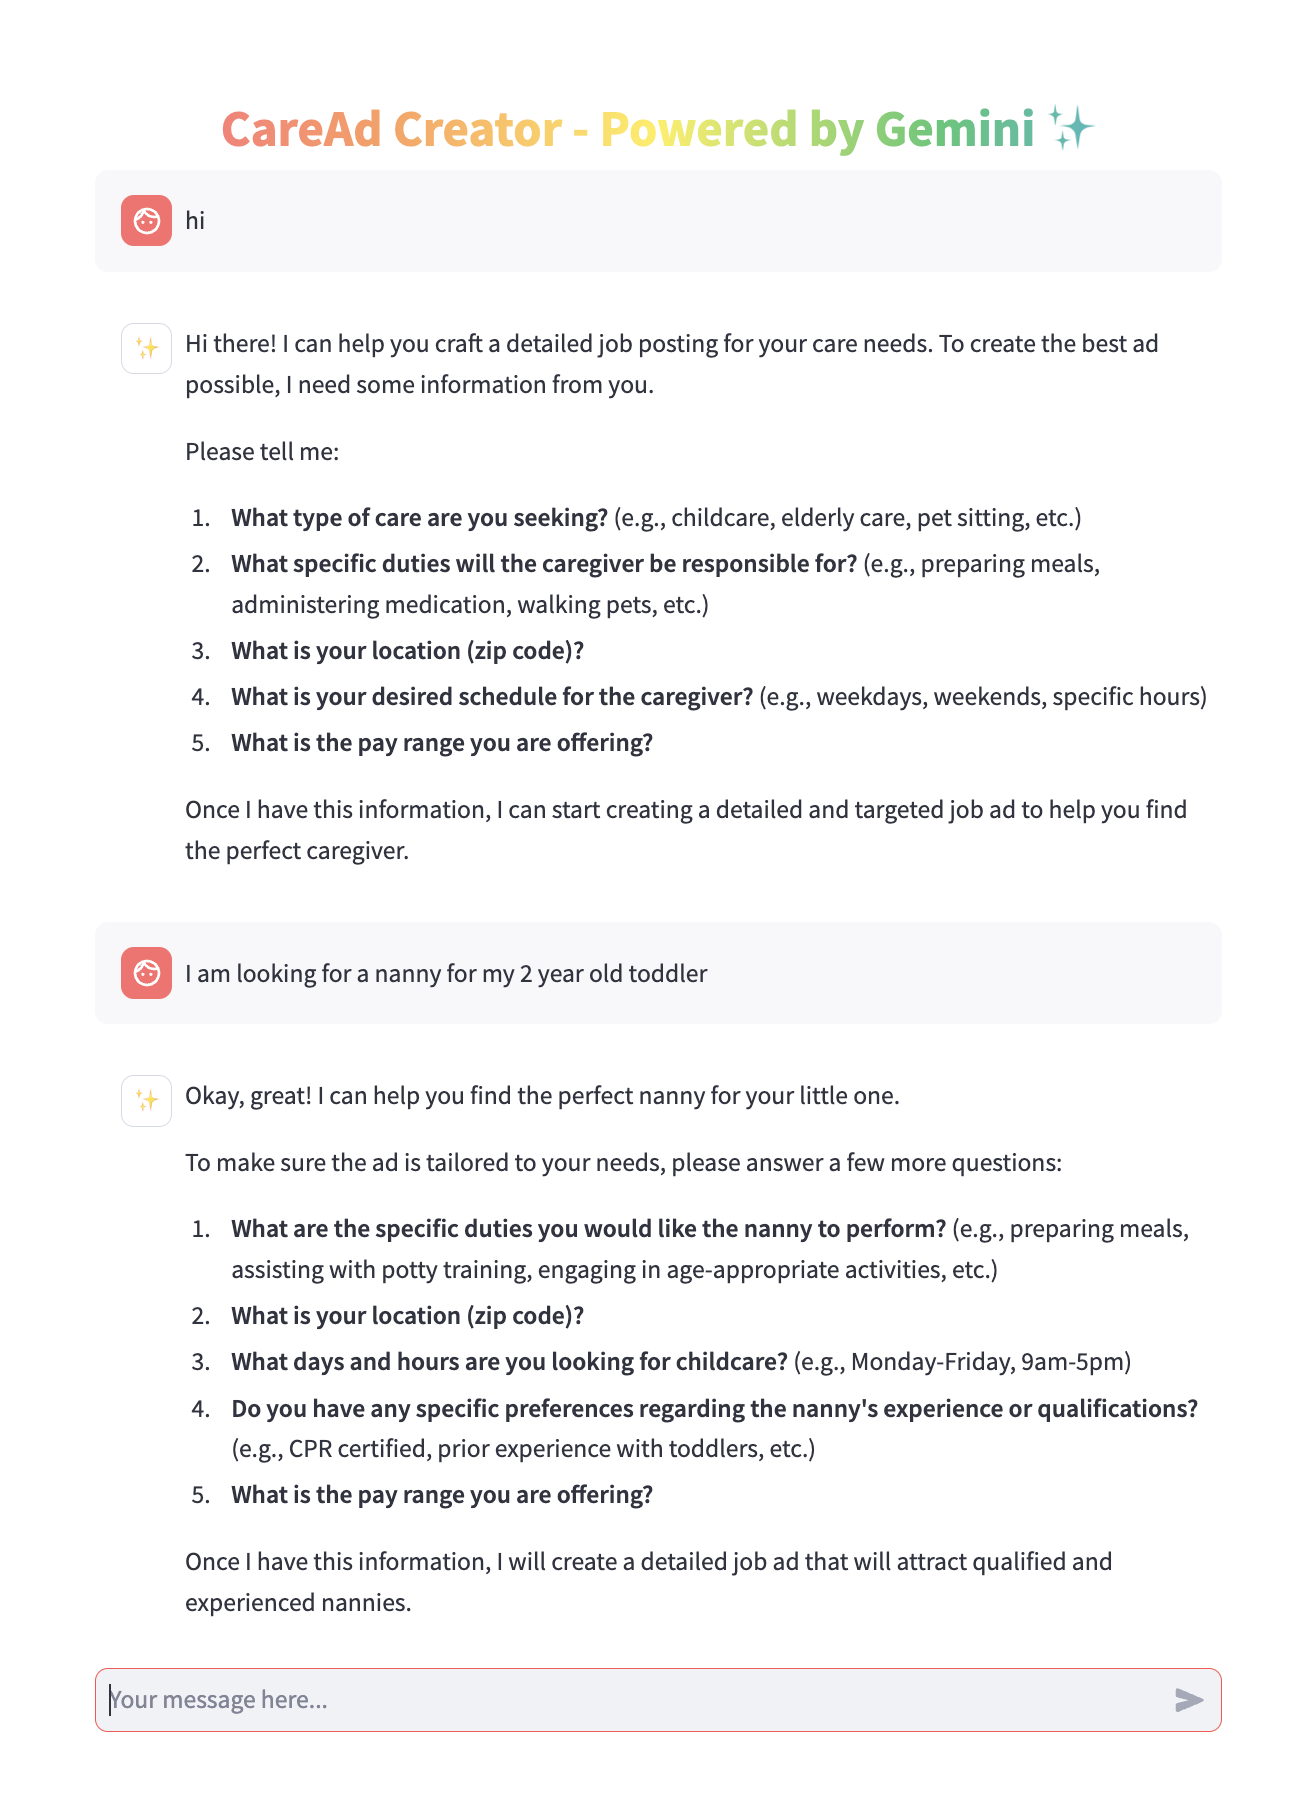 CareAd Creator - Powered by Gemini ✨
hi
Hi there! I can help you craft a detailed job posting for your care needs. To create the best ad
possible, I need some information from you.
Please tell me:
1. What type of care are you seeking? (e.g., childcare, elderly care, pet sitting, etc.)
2. What specific duties will the caregiver be responsible for? (e.g., preparing meals,
administering medication, walking pets, etc.)
3. What is your location (zip code)?
4. What is your desired schedule for the caregiver? (e.g., weekdays, weekends, specific hours)
5. What is the pay range you are offering?
Once I have this information, I can start creating a detailed and targeted job ad to help you find
the perfect caregiver.
I am looking for a nanny for my 2 year old toddler
Okay, great! I can help you find the perfect nanny for your little one.
To make sure the ad is tailored to your needs, please answer a few more questions:
1. What are the specific duties you would like the nanny to perform? (e.g., preparing meals,
assisting with potty training, engaging in age-appropriate activities, etc.)
2. What is your location (zip code)?
3. What days and hours are you looking for childcare? (e.g., Monday-Friday, 9am-5pm)
4. Do you have any specific preferences regarding the nanny's experience or qualifications?
(e.g., CPR certified, prior experience with toddlers, etc.)
5. What is the pay range you are offering?
Once I have this information, I will create a detailed job ad that will attract qualified and
experienced nannies.
Your message here...